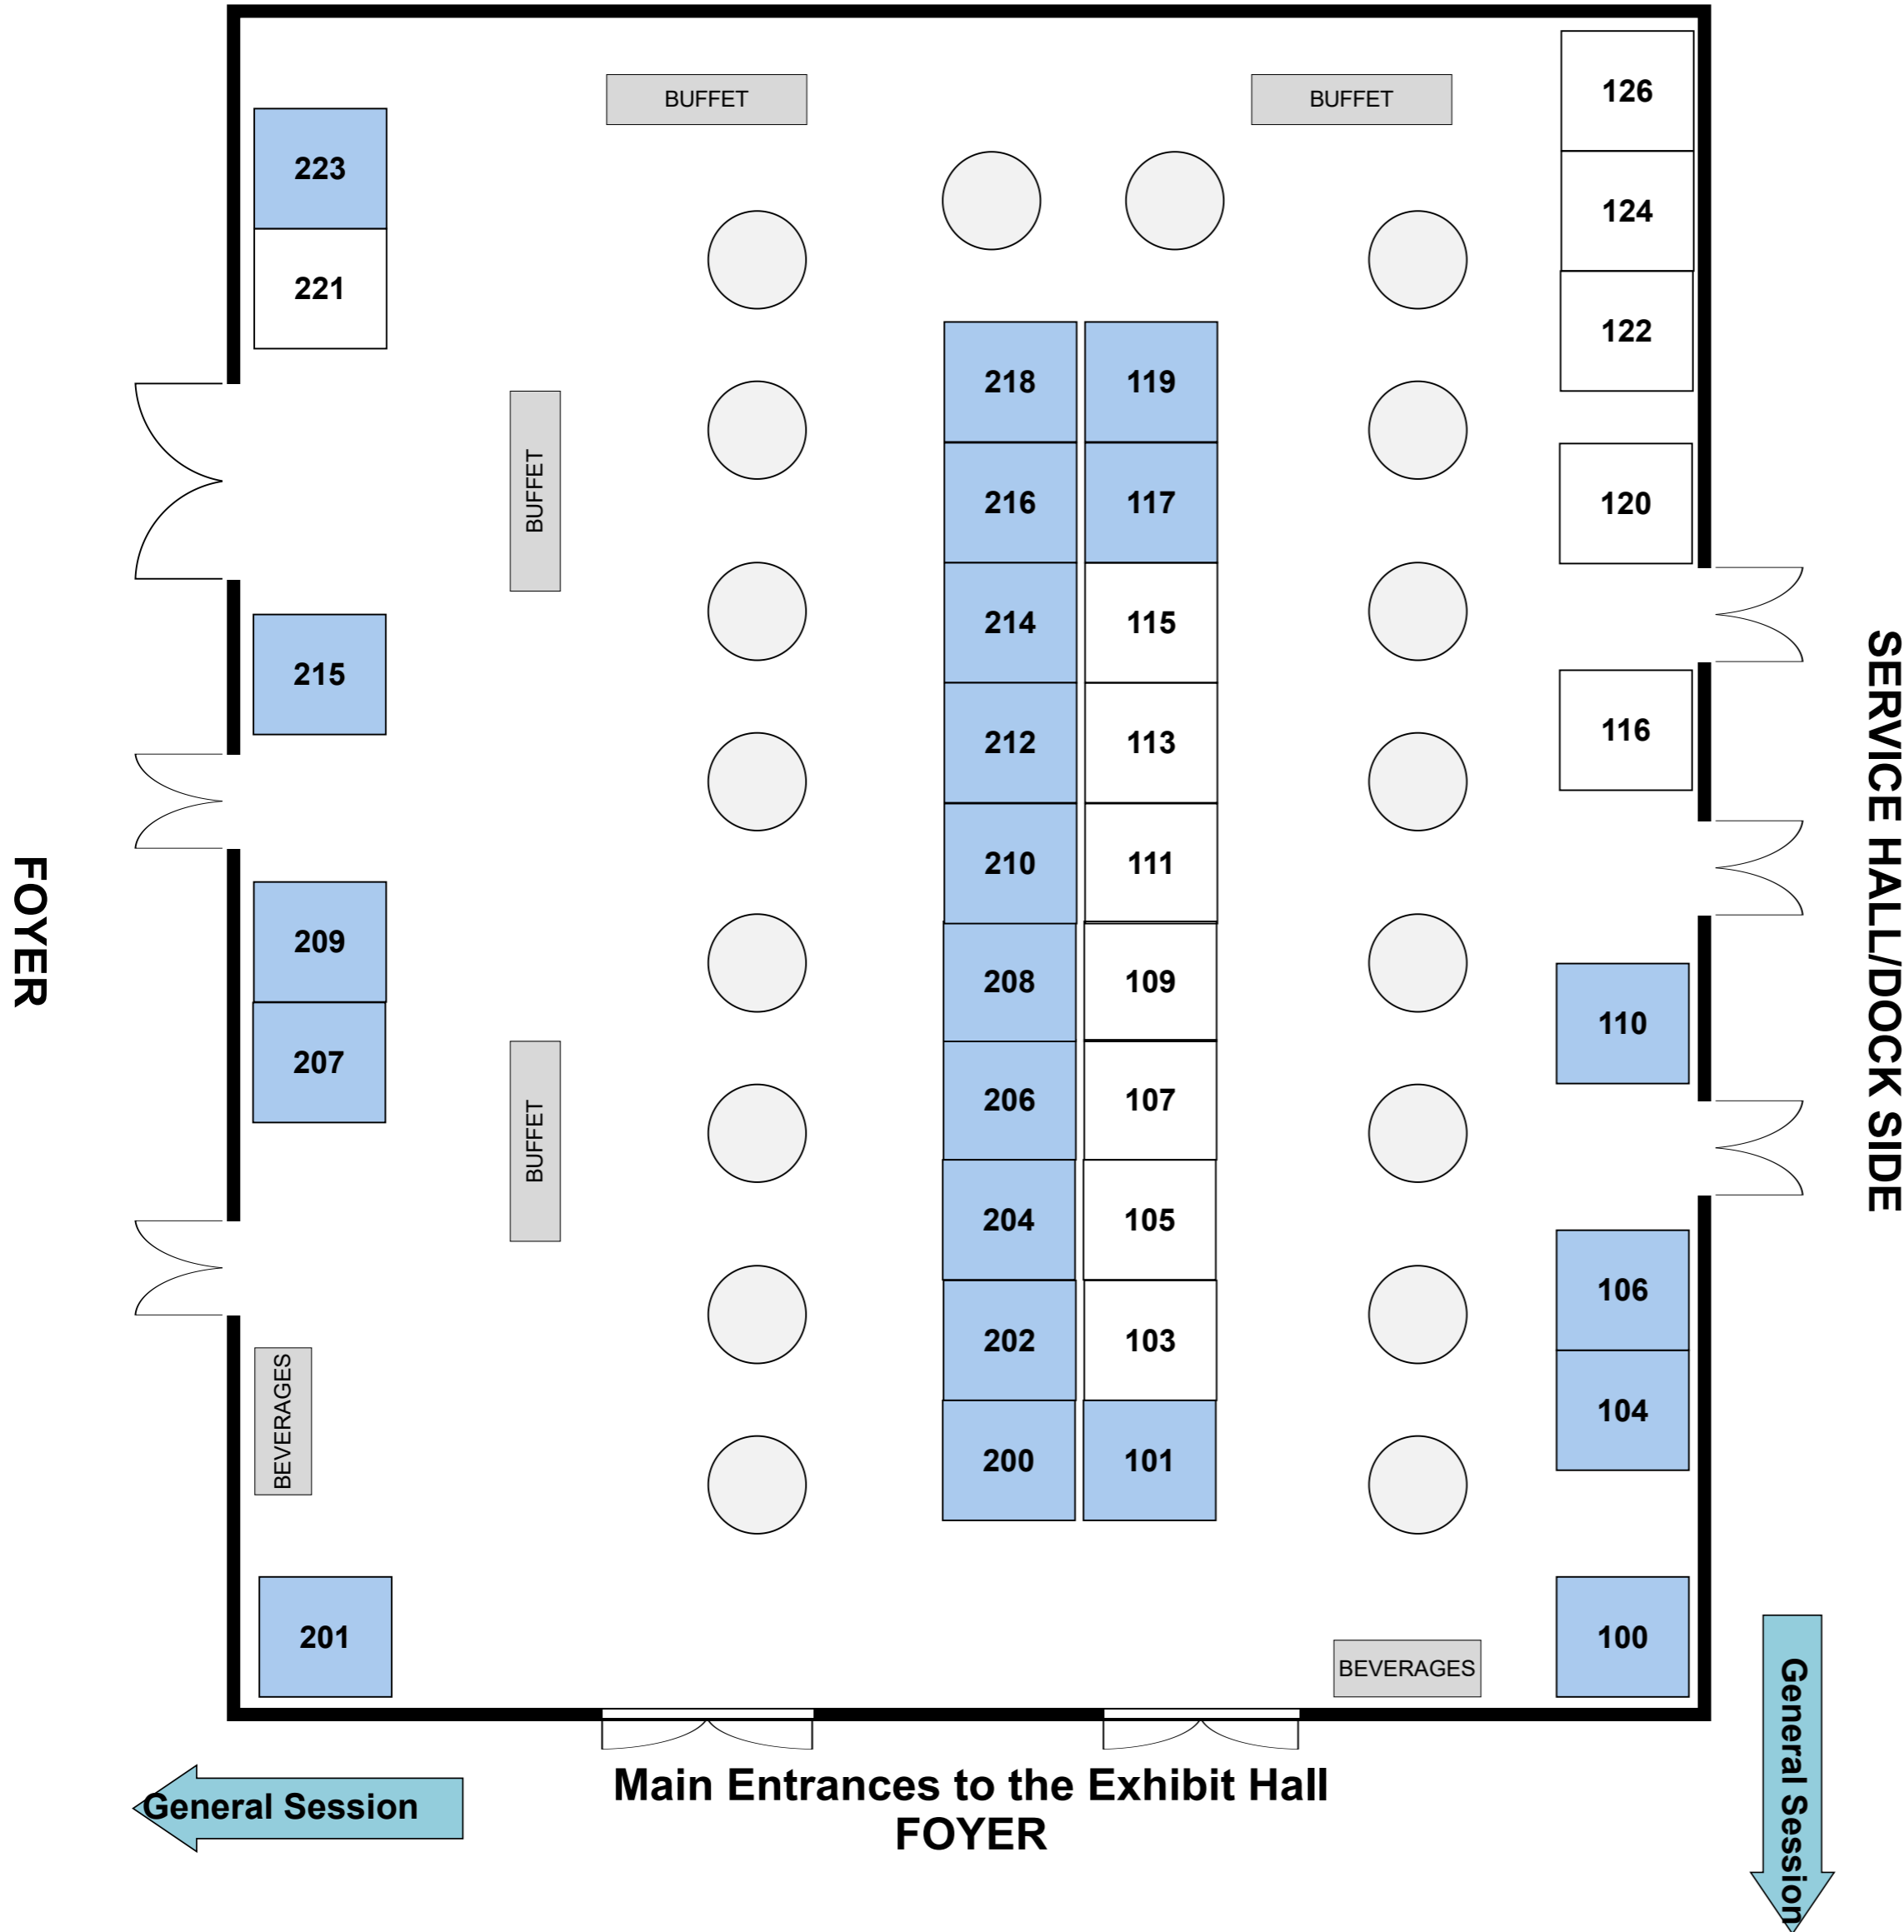 BUFFET
BUFFET
126
223
124
221
122
218
119
BUFFET
216
117
120
214
115
215
116
212
113
SERVICE HALL/DOCK SIDE
210
111
FOYER
209
208
109
110
207
206
107
BUFFET
204
105
106
202
103
104
BEVERAGES
200
101
201
100
BEVERAGES
General Session
Main Entrances to the Exhibit Hall
FOYER
General Session